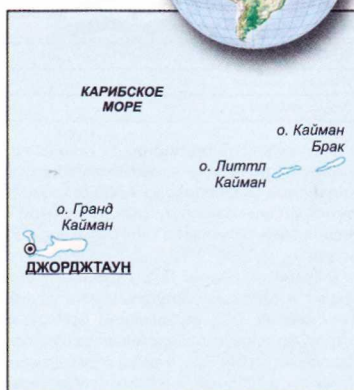 КАРИБСКОЕ
МОРЕ
о. Кайман
Брак
о. Литтл
Кайман
о. Гранд
Кайман
ДЖОРДЖТАУН